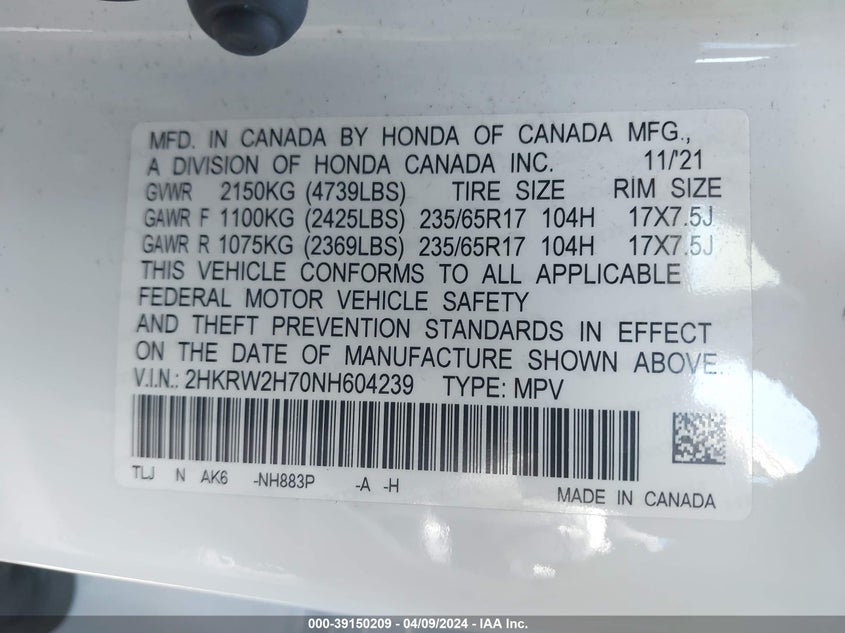 MFD. IN CANADA BY HONDA OF CANADA MFG.,
A DIVISION OF HONDA CANADA INC. 11/'21
GVWR 2150KG (4739LBS) TIRE SIZE RIM SIZE
GAWR F 1100KG (2425LBS) 235/65R17 104H 17X7.5J
GAWR R 1075KG (2369LBS) 235/65R17 104H 17X7.5J
THIS VEHICLE CONFORMS TO ALL APPLICABLE
FEDERAL MOTOR VEHICLE SAFETY
AND THEFT PREVENTION STANDARDS IN EFFECT
ON THE DATE OF MANUFACTURE SHOWN ABOVE.
V.I.N.: 2HKRW2H70NH604239 TYPE: MPV
TLJ N AK6 -NH883P -A -H
MADE IN CANADA
000-39150209 - 04/09/2024 - IAA Inc.